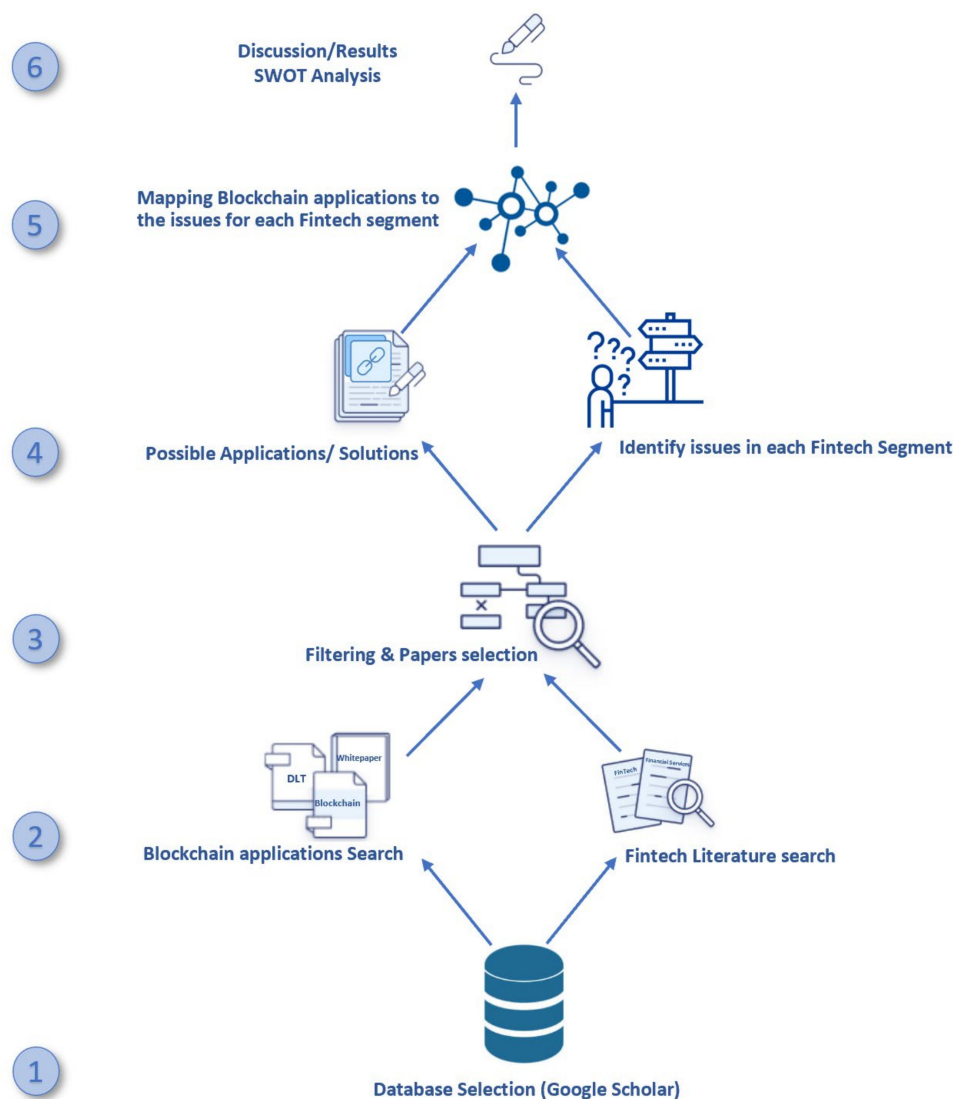 6
Discussion/Results
SWOT Analysis
5
Mapping Blockchain applications to
the issues for each Fintech segment
4
Possible Applications/ Solutions
Identify issues in each Fintech Segment
? ? ? ?
3
Filtering & Papers selection
2
DLT
Whitepaper
Blockchain
FinTech
Financial Services
Blockchain applications Search
Fintech Literature search
1
Database Selection (Google Scholar)